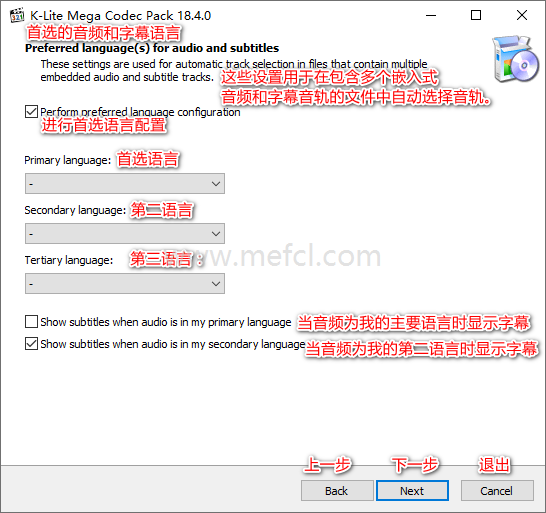 K-Lite Mega Codec Pack 18.4.0
首选的音频和字幕语言
Preferred language(s) for audio and subtitles
These settings are used for automatic track selection in files that contain multiple
embedded audio and subtitle tracks.
这些设置用于在包含多个嵌入式
音频和字幕音轨的文件中自动选择音轨。
Perform preferred language configuration
进行首选语言配置
Primary language: 首选语言
-
Secondary language: 第二语言
-
www.mefcl.com
Tertiary language: 第三语言：
-
Show subtitles when audio is in my primary language 当音频为我的主要语言时显示字幕
Show subtitles when audio is in my secondary language 当音频为我的第二语言时显示字幕
上一步 下一步 退出
Back Next Cancel